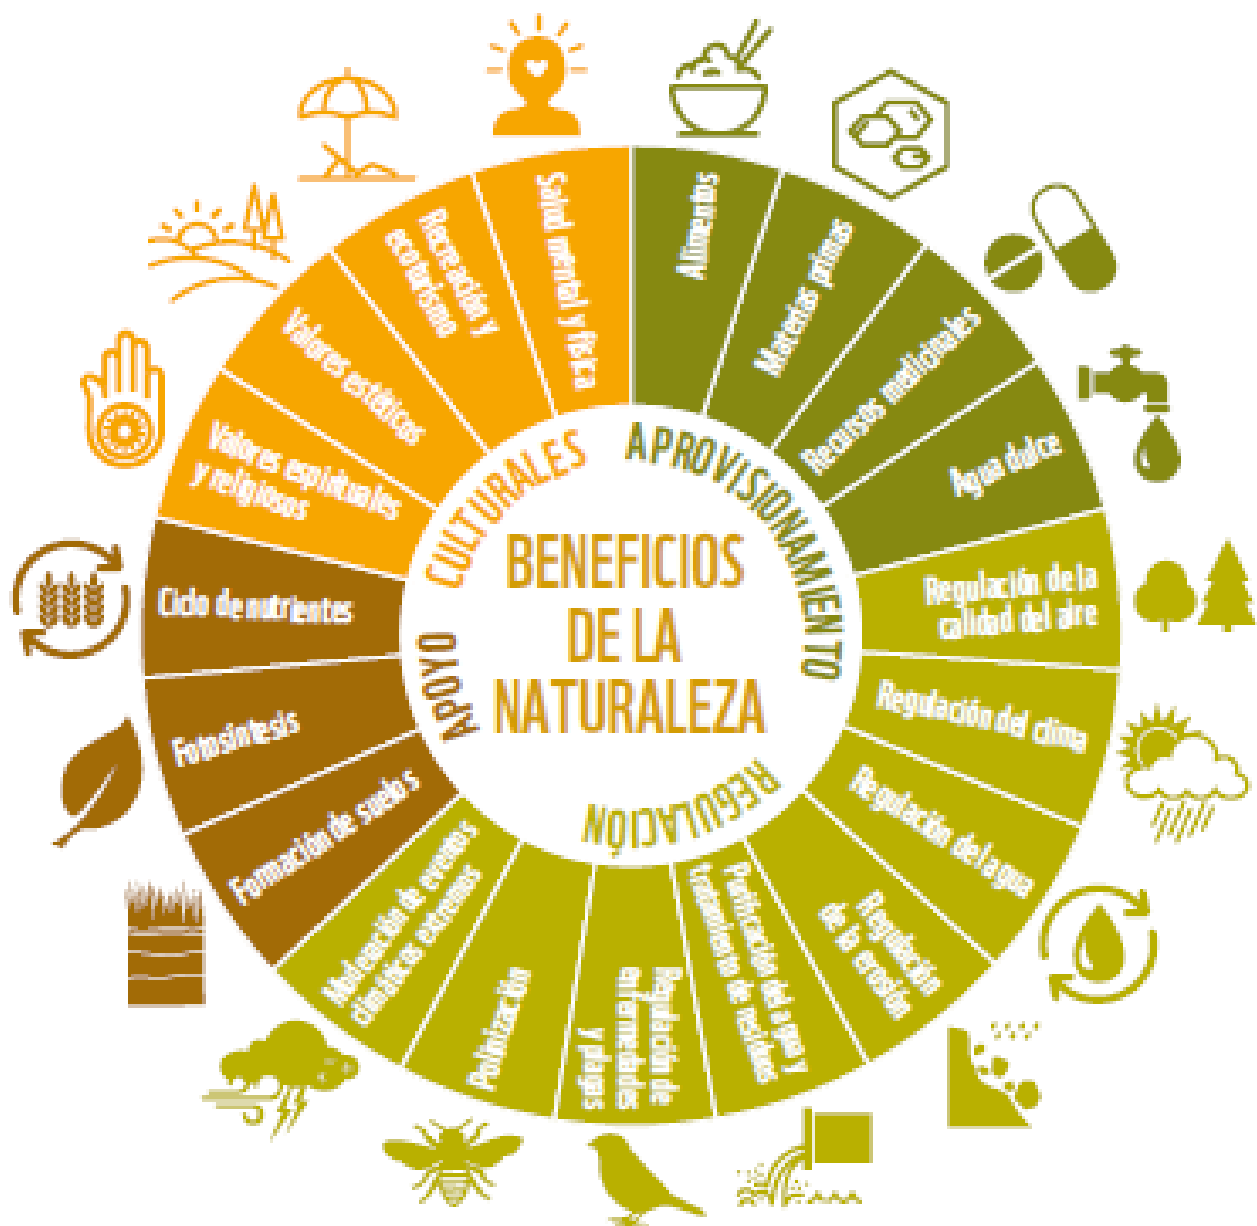 BENEFICIOS
DE LA
NATURALEZA
APROVISIONAMIENTO
Alimentos
Materias primas
Recursos medicinales
Agua dulce
REGULACIÓN
Regulación de la
calidad del aire
Regulación del clima
Regulación del agua
Regulación
de la erosión
Purificación del agua y
tratamiento de residuos
Regulación de
enfermedades
y plagas
Polinización
Moderación de eventos
climáticos extremos
APOYO
Formación de suelos
Fotosíntesis
Ciclo de nutrientes
CULTURALES
Valores espirituales
y religiosos
Valores estéticos
Recreación y
ecoturismo
Salud mental y física